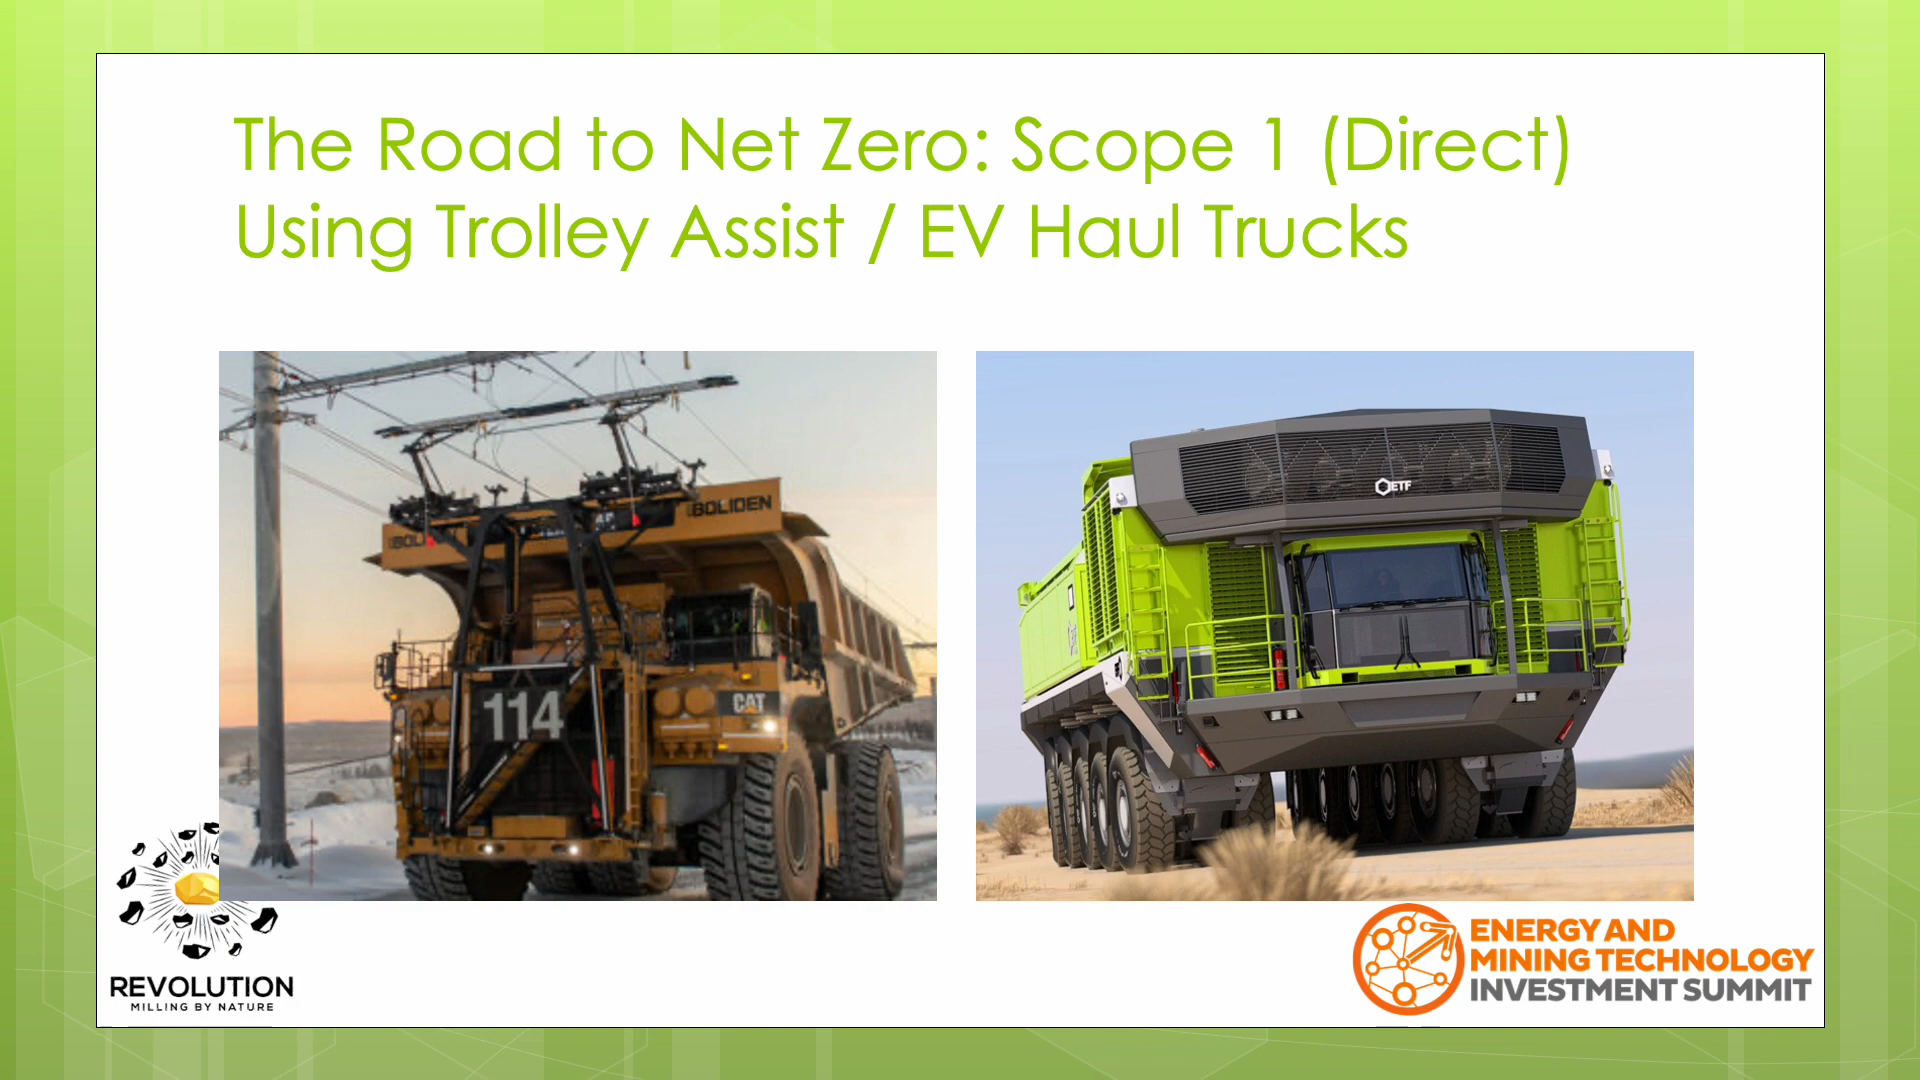 The Road to Net Zero: Scope 1 (Direct)
Using Trolley Assist / EV Haul Trucks
BOLIDEN
114
CAT
ETF
REVOLUTION
MILLING BY NATURE
ENERGY AND
MINING TECHNOLOGY
INVESTMENT SUMMIT